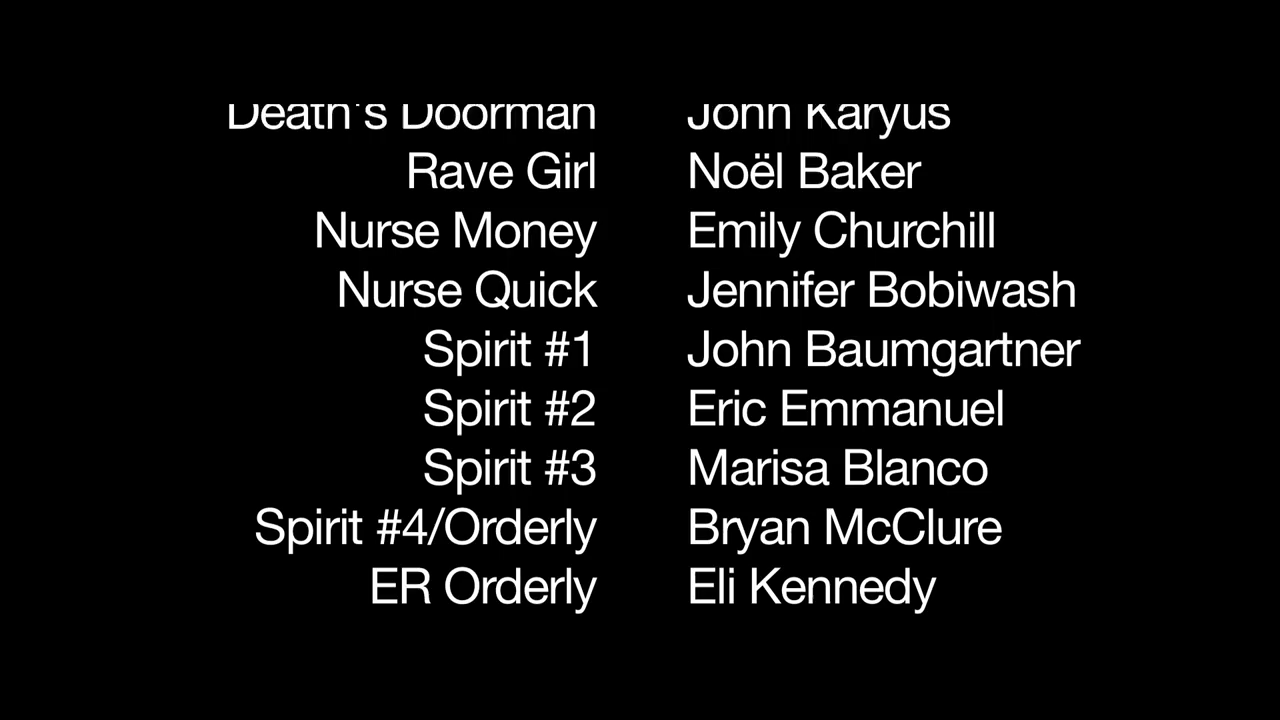 Death's Doorman John Karyus
Rave Girl Noël Baker
Nurse Money Emily Churchill
Nurse Quick Jennifer Bobiwash
Spirit #1 John Baumgartner
Spirit #2 Eric Emmanuel
Spirit #3 Marisa Blanco
Spirit #4/Orderly Bryan McClure
ER Orderly Eli Kennedy